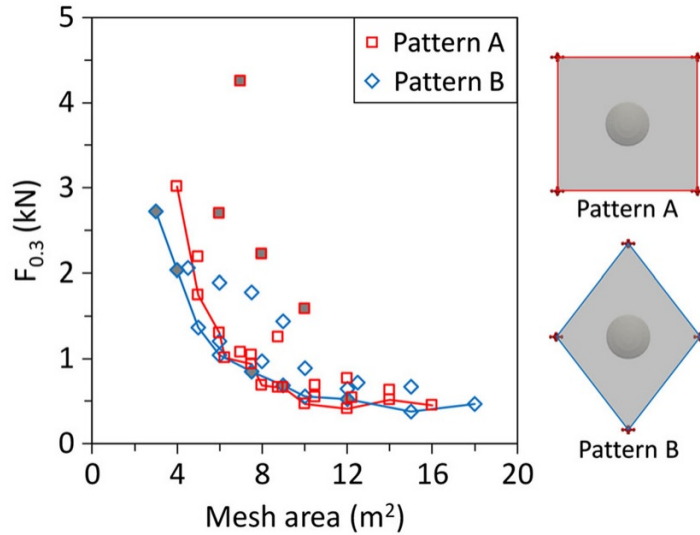 5
4
3
2
1
0
F0.3 (kN)
0 4 8 12 16 20
Mesh area (m²)
Pattern A
Pattern B
Pattern A
Pattern B